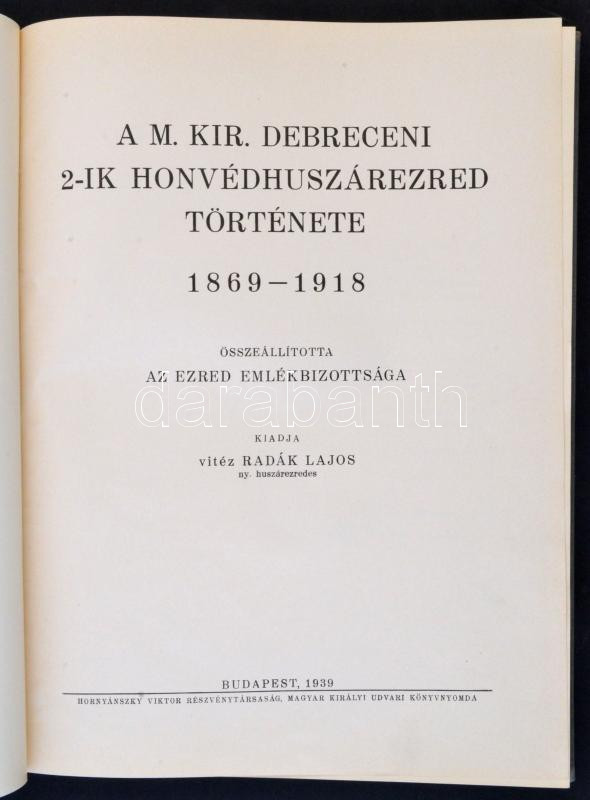 A M. KIR. DEBRECENI
2-IK HONVÉDHUSZÁREZRED
TÖRTÉNETE
1869–1918
ÖSSZEÁLLÍTOTTA
AZ EZRED EMLÉKBIZOTTSÁGA
darabanth
KIADJA
vitéz RADÁK LAJOS
ny. huszárezredes
BUDAPEST, 1939
HORNYÁNSZKY VIKTOR RÉSZVÉNYTÁRSASÁG, MAGYAR KIRÁLYI UDVARI KÖNYVNYOMDA